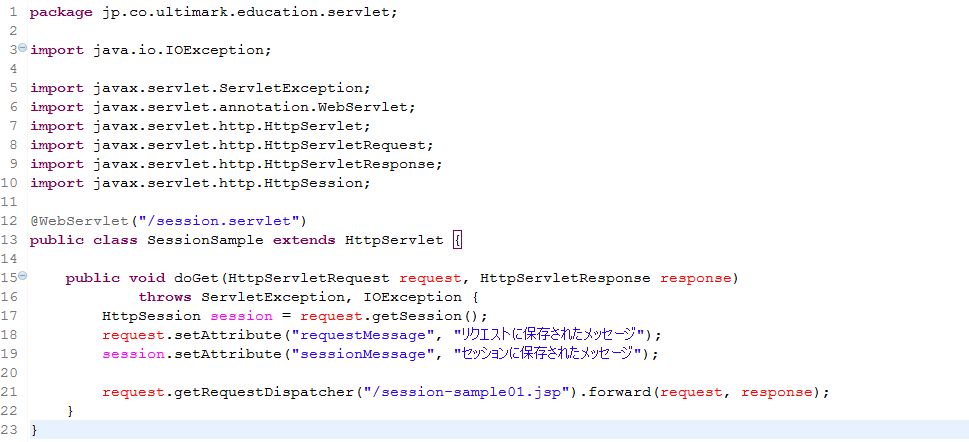 1 package jp.co.ultimark.education.servlet;
2
3 import java.io.IOException;
4
5 import javax.servlet.ServletException;
6 import javax.servlet.annotation.WebServlet;
7 import javax.servlet.http.HttpServlet;
8 import javax.servlet.http.HttpServletRequest;
9 import javax.servlet.http.HttpServletResponse;
10 import javax.servlet.http.HttpSession;
11
12 @WebServlet("/session.servlet")
13 public class SessionSample extends HttpServlet {
14
15     public void doGet(HttpServletRequest request, HttpServletResponse response)
16             throws ServletException, IOException {
17         HttpSession session = request.getSession();
18         request.setAttribute("requestMessage", "リクエストに保存されたメッセージ");
19         session.setAttribute("sessionMessage", "セッションに保存されたメッセージ");
20
21         request.getRequestDispatcher("/session-sample01.jsp").forward(request, response);
22     }
23 }